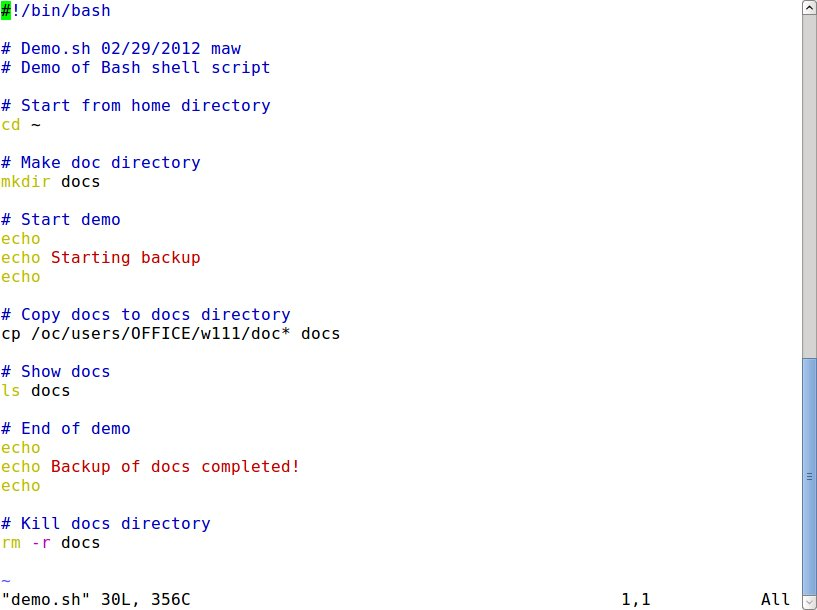 #!/bin/bash

# Demo.sh 02/29/2012 maw
# Demo of Bash shell script

# Start from home directory
cd ~

# Make doc directory
mkdir docs

# Start demo
echo
echo Starting backup
echo

# Copy docs to docs directory
cp /oc/users/OFFICE/w111/doc* docs

# Show docs
ls docs

# End of demo
echo
echo Backup of docs completed!
echo

# Kill docs directory
rm -r docs

~
"demo.sh" 30L, 356C 1,1 All